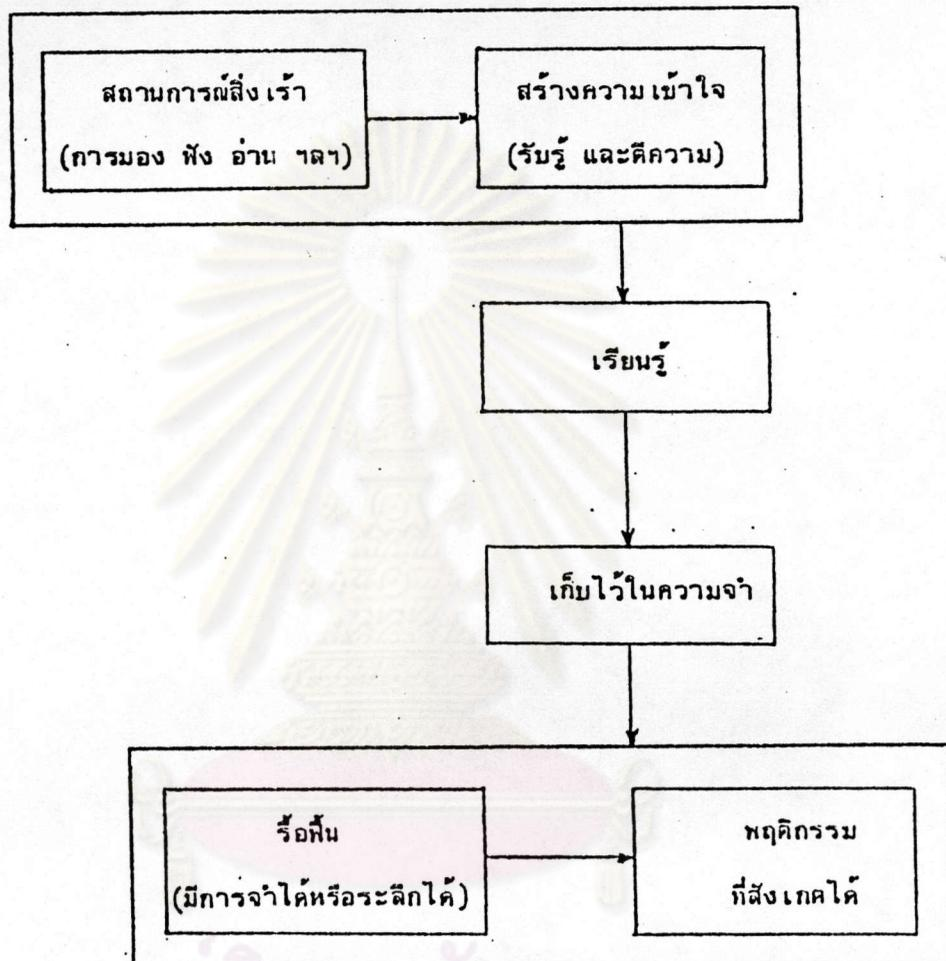 สถานการณ์สิ่งเร้า
(การมอง ฟัง อ่าน ฯลฯ)
สร้างความเข้าใจ
(รับรู้ และตีความ)
เรียนรู้
เก็บไว้ในความจำ
รื้อฟื้น
(มีการจำได้หรือระลึกได้)
พฤติกรรม
ที่สังเกตได้